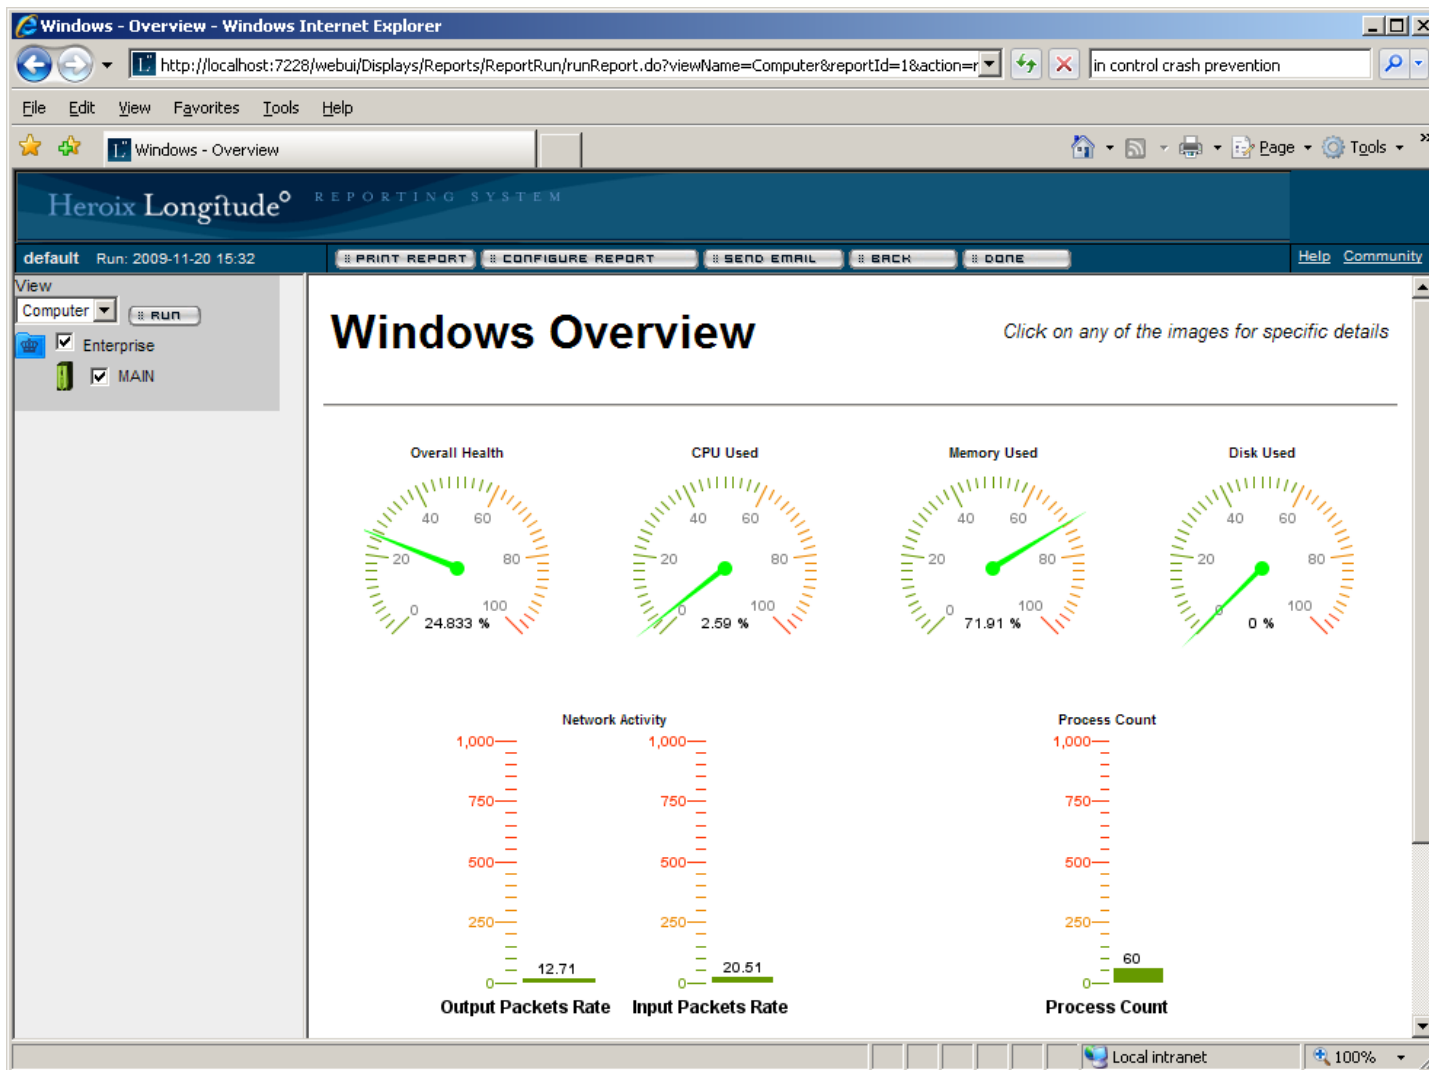 Windows - Overview - Windows Internet Explorer
http://localhost:7228/webui/Displays/Reports/ReportRun/runReport.do?viewName=Computer&reportId=1&action=r
in control crash prevention
File Edit View Favorites Tools Help
Windows - Overview
Page Tools »
Heroix Longitude° REPORTING SYSTEM
default Run: 2009-11-20 15:32 PRINT REPORT CONFIGURE REPORT SEND EMAIL BACK DONE Help Community
View
Computer RUN
Enterprise
MAIN
Windows Overview
Click on any of the images for specific details
Overall Health CPU Used Memory Used Disk Used
40 60 40 60 40 60 40 60
20 80 20 80 20 80 20 80
0 100 0 100 0 100 0 100
24.833 % 2.59 % 71.91 % 0 %
Network Activity Process Count
1,000 1,000 1,000
750 750 750
500 500 500
250 250 250
12.71 20.51 60
0 0 0
Output Packets Rate Input Packets Rate Process Count
Local intranet 100%